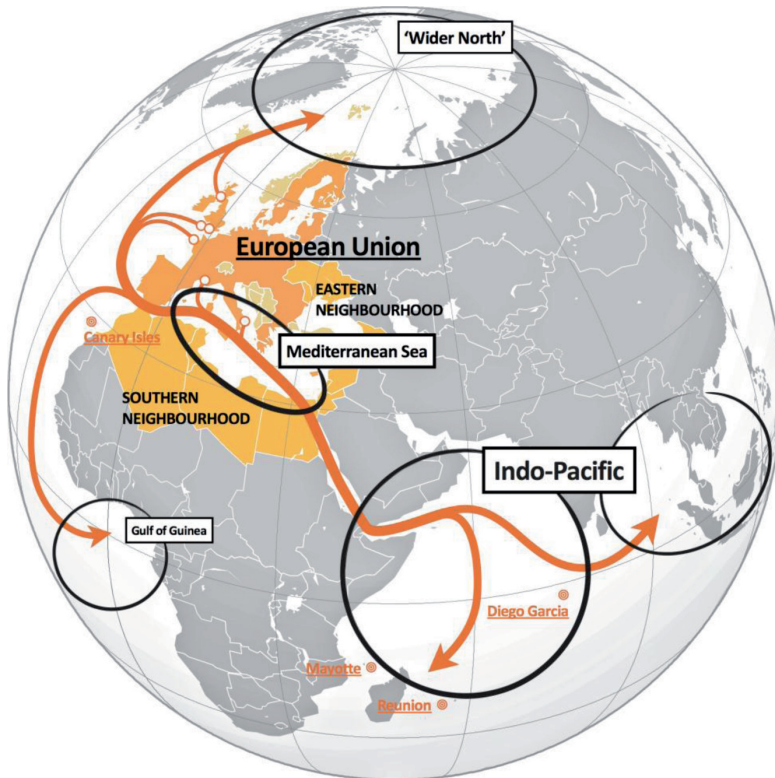 ‘Wider North’
European Union
EASTERN
NEIGHBOURHOOD
Canary Isles
Mediterranean Sea
SOUTHERN
NEIGHBOURHOOD
Indo-Pacific
Gulf of Guinea
Diego Garcia
Mayotte
Reunion